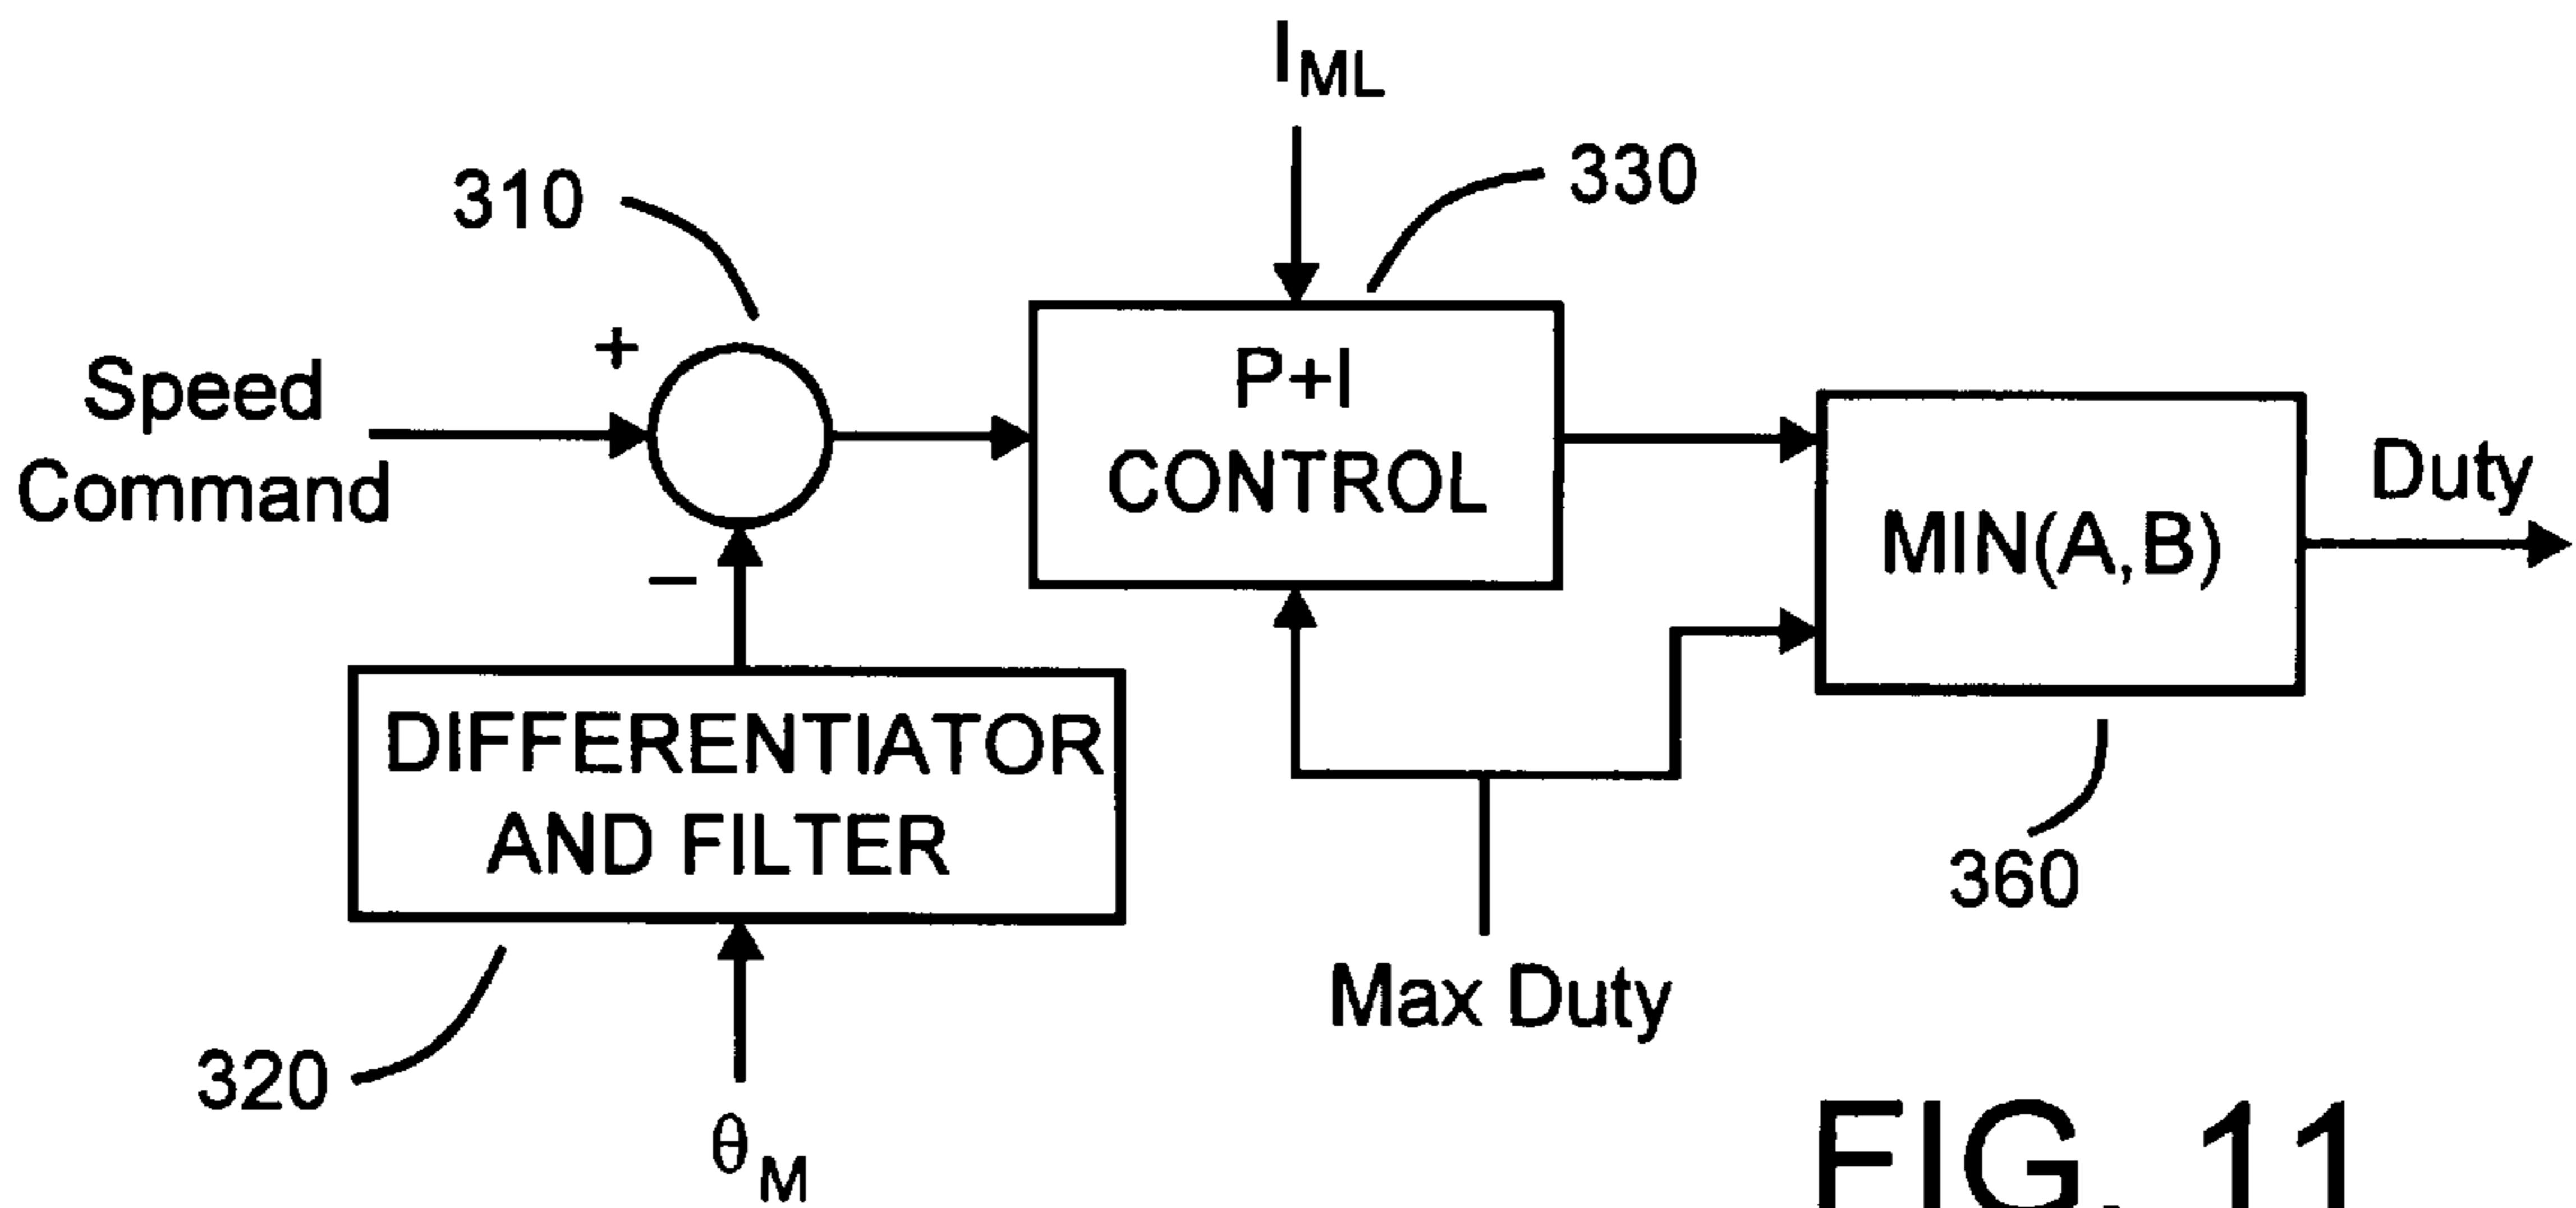 I_ML
310
330
+
Speed
Command
P+I
CONTROL
MIN(A,B)
Duty
–
DIFFERENTIATOR
AND FILTER
360
Max Duty
320
θ_M
FIG. 11